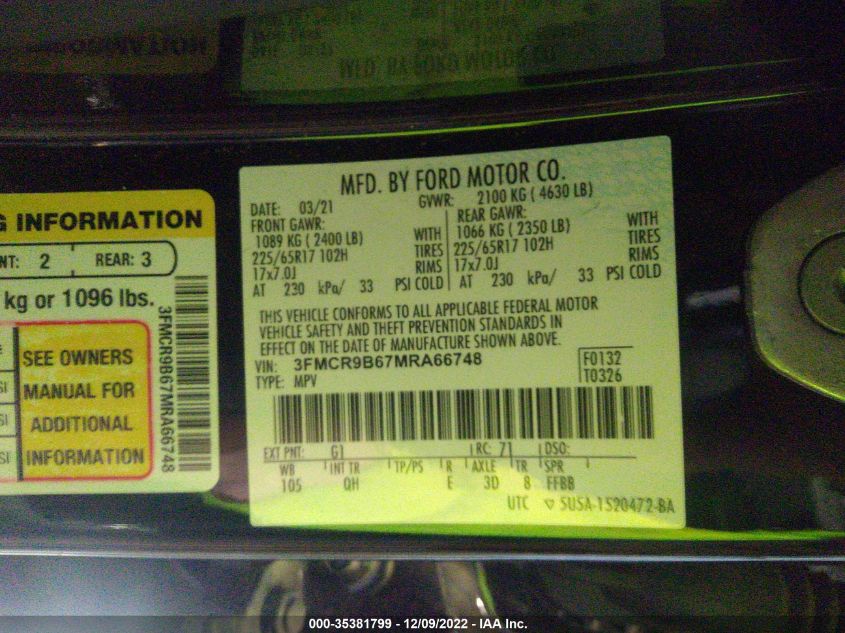 MFD. BY FORD MOTOR CO.
G INFORMATION
NT: 2 REAR: 3
kg or 1096 lbs.
3FMCR9B67MRA66748
SEE OWNERS
MANUAL FOR
ADDITIONAL
INFORMATION
MFD. BY FORD MOTOR CO.
DATE: 03/21 GVWR: 2100 KG ( 4630 LB)
FRONT GAWR: REAR GAWR:
1089 KG ( 2400 LB) WITH 1066 KG ( 2350 LB) WITH
225/65R17 102H TIRES 225/65R17 102H TIRES
17x7.0J RIMS 17x7.0J RIMS
AT 230 kPa/ 33 PSI COLD AT 230 kPa/ 33 PSI COLD
THIS VEHICLE CONFORMS TO ALL APPLICABLE FEDERAL MOTOR
VEHICLE SAFETY AND THEFT PREVENTION STANDARDS IN
EFFECT ON THE DATE OF MANUFACTURE SHOWN ABOVE.
VIN: 3FMCR9B67MRA66748 F0132
TYPE: MPV T0326
EXT PNT: G1 RC: 71 DSO:
WB INT TR TP/PS R AXLE TR SPR
105 QH E 3D 8 FFBB
UTC ▽ 5U5A-1520472-BA
000-35381799 - 12/09/2022 - IAA Inc.